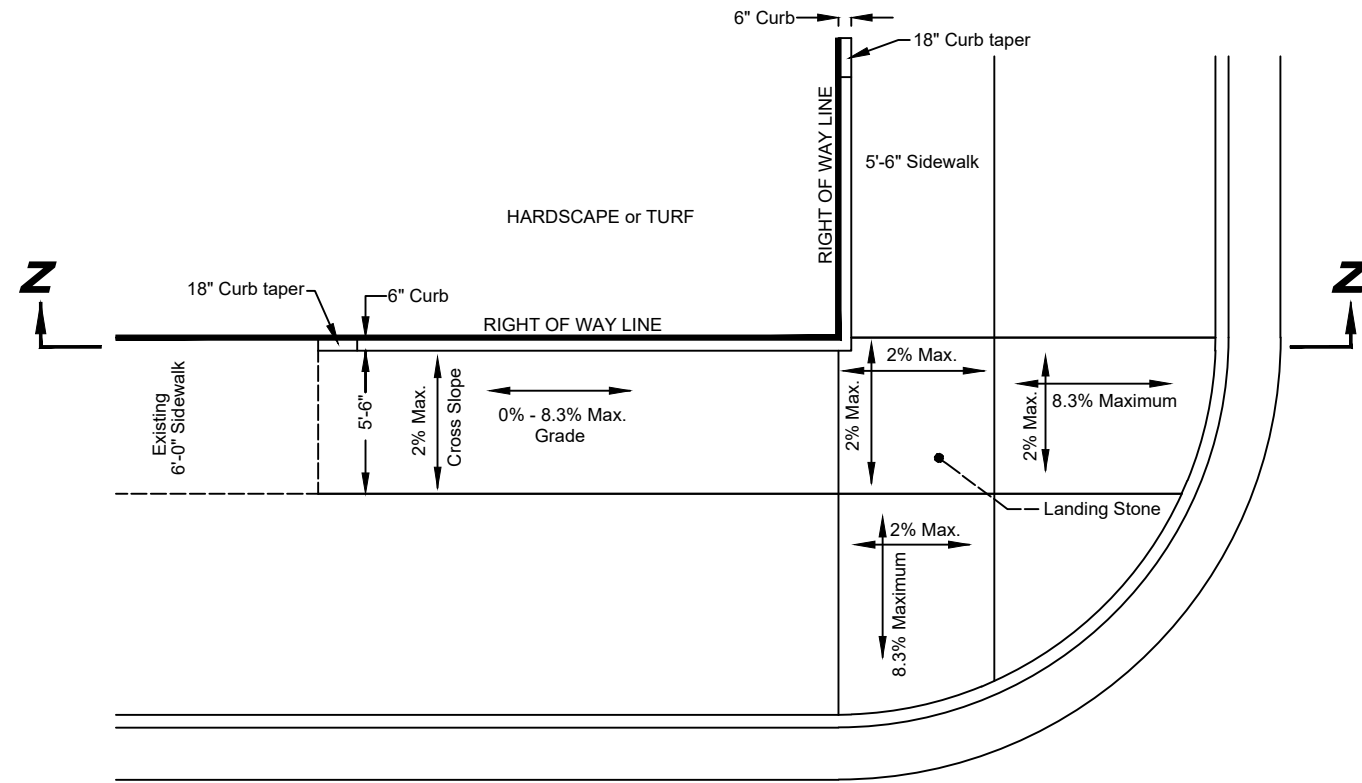 6" Curb
18" Curb taper
RIGHT OF WAY LINE
5'-6" Sidewalk
HARDSCAPE or TURF
Z
Z
18" Curb taper
6" Curb
RIGHT OF WAY LINE
Existing
6'-0" Sidewalk
5'-6"
2% Max.
Cross Slope
0% - 8.3% Max.
Grade
2% Max.
2% Max.
2% Max.
8.3% Maximum
Landing Stone
2% Max.
8.3% Maximum